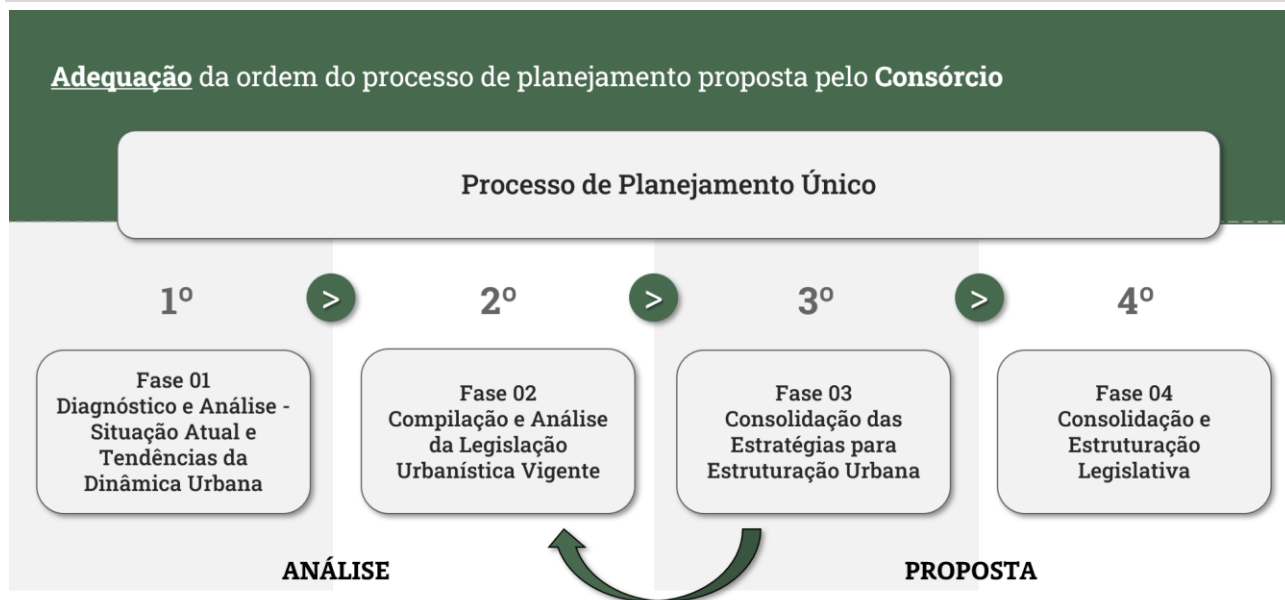 Adequação da ordem do processo de planejamento proposta pelo Consórcio
Processo de Planejamento Único
1º
>
2º
>
3º
>
4º
Fase 01
Diagnóstico e Análise -
Situação Atual e
Tendências da
Dinâmica Urbana
Fase 02
Compilação e Análise
da Legislação
Urbanística Vigente
Fase 03
Consolidação das
Estratégias para
Estruturação Urbana
Fase 04
Consolidação e
Estruturação
Legislativa
ANÁLISE
PROPOSTA